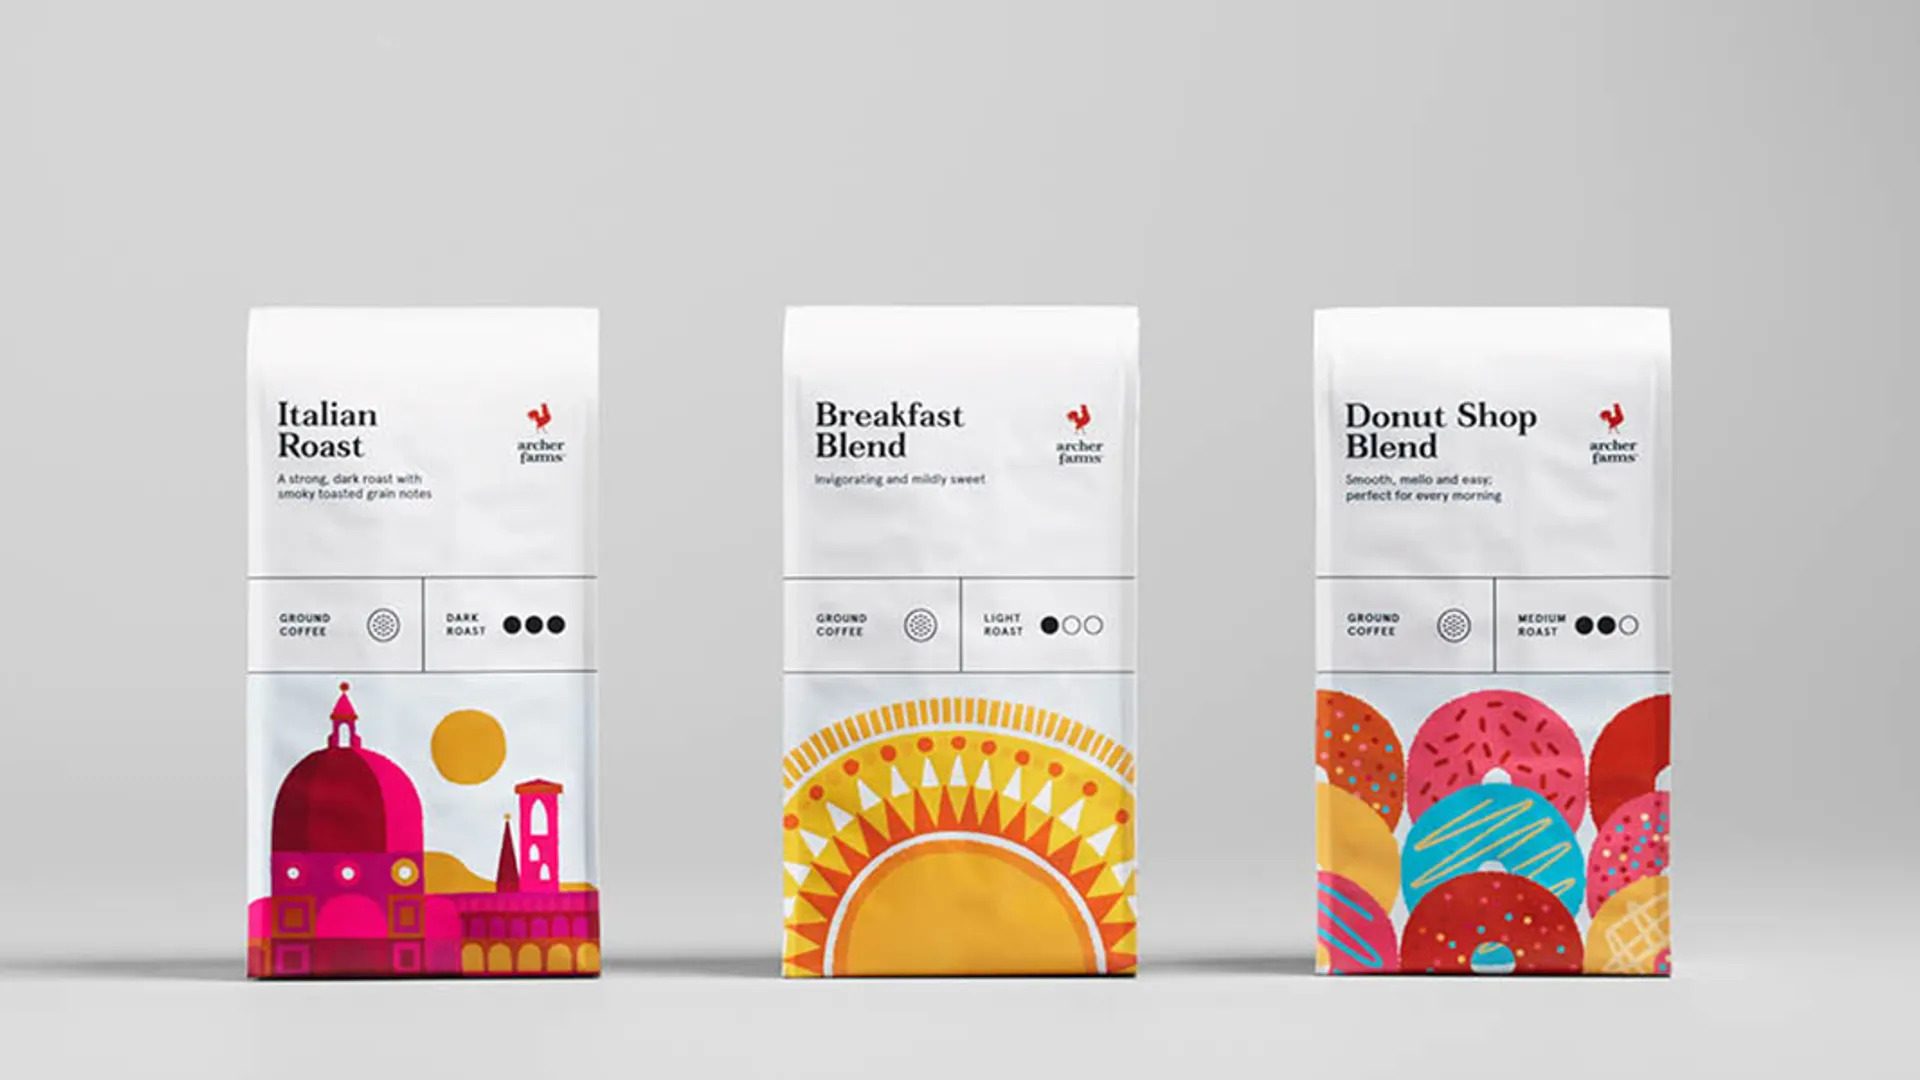 Italian
Roast
A strong, dark roast with
smoky toasted grain notes
archer
farms
GROUND
COFFEE
DARK
ROAST
Breakfast
Blend
Invigorating and mildly sweet
archer
farms
GROUND
COFFEE
LIGHT
ROAST
Donut Shop
Blend
Smooth, mello and easy;
perfect for every morning
archer
farms
GROUND
COFFEE
MEDIUM
ROAST